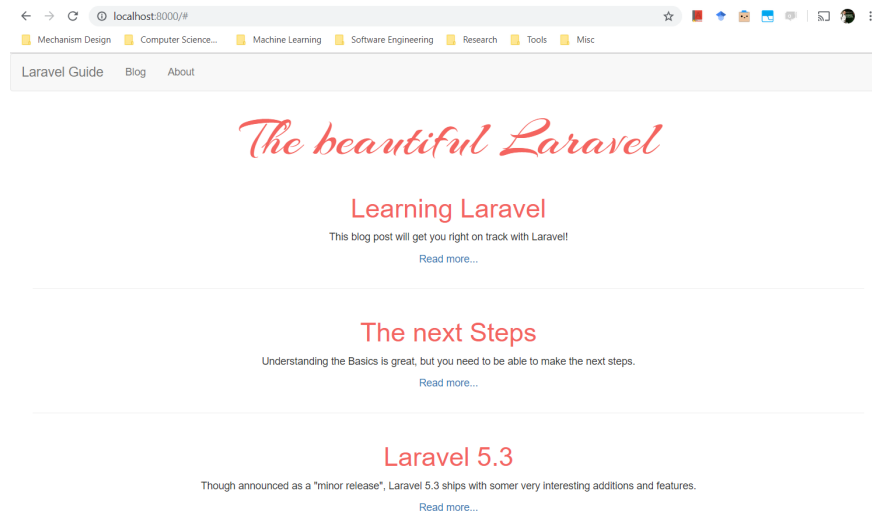 localhost:8000/#
Mechanism Design Computer Science... Machine Learning Software Engineering Research Tools Misc
Laravel Guide Blog About
The beautiful Laravel
Learning Laravel
This blog post will get you right on track with Laravel!
Read more...
The next Steps
Understanding the Basics is great, but you need to be able to make the next steps.
Read more...
Laravel 5.3
Though announced as a "minor release", Laravel 5.3 ships with somer very interesting additions and features.
Read more...